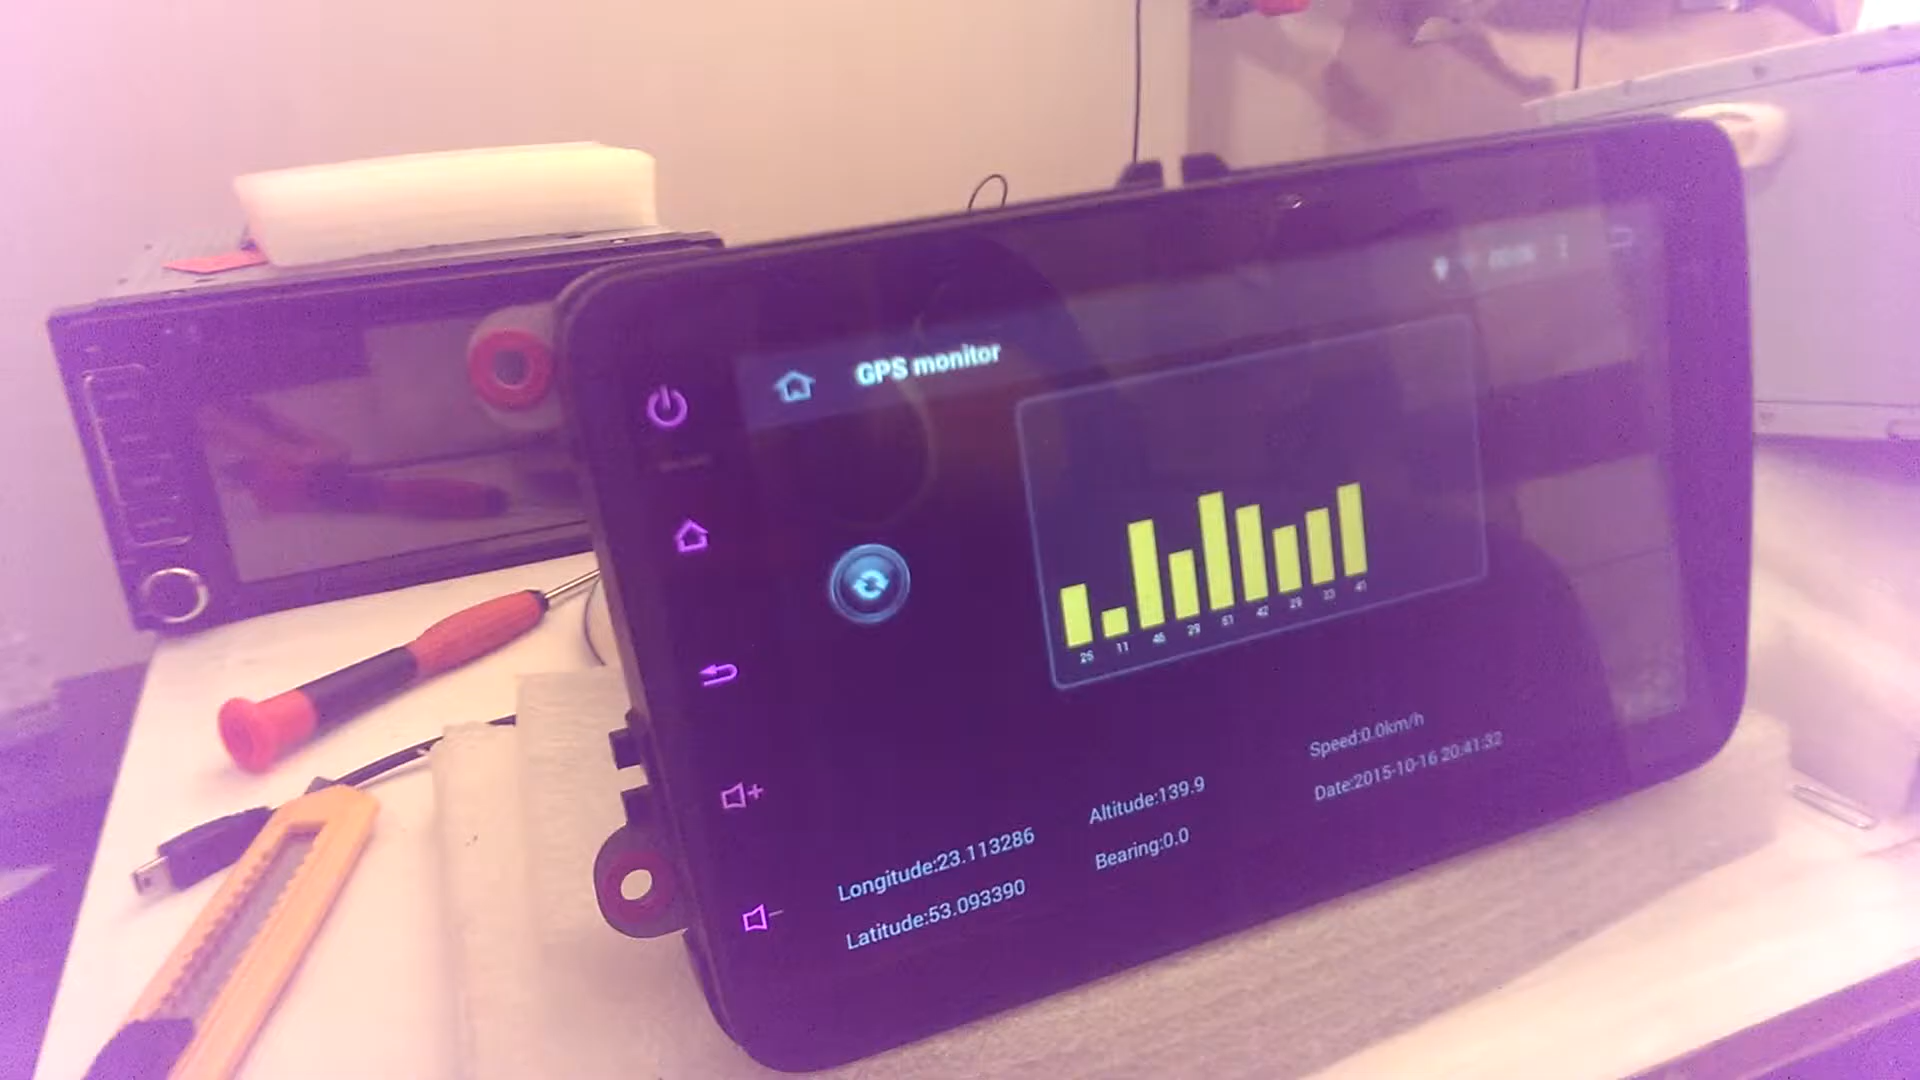 GPS monitor
25 11 46 29 51 42 29 33 41
Speed:0.0km/h
Altitude:139.9
Date:2015-10-16 20:41:32
Longitude:23.113286
Bearing:0.0
Latitude:53.093390